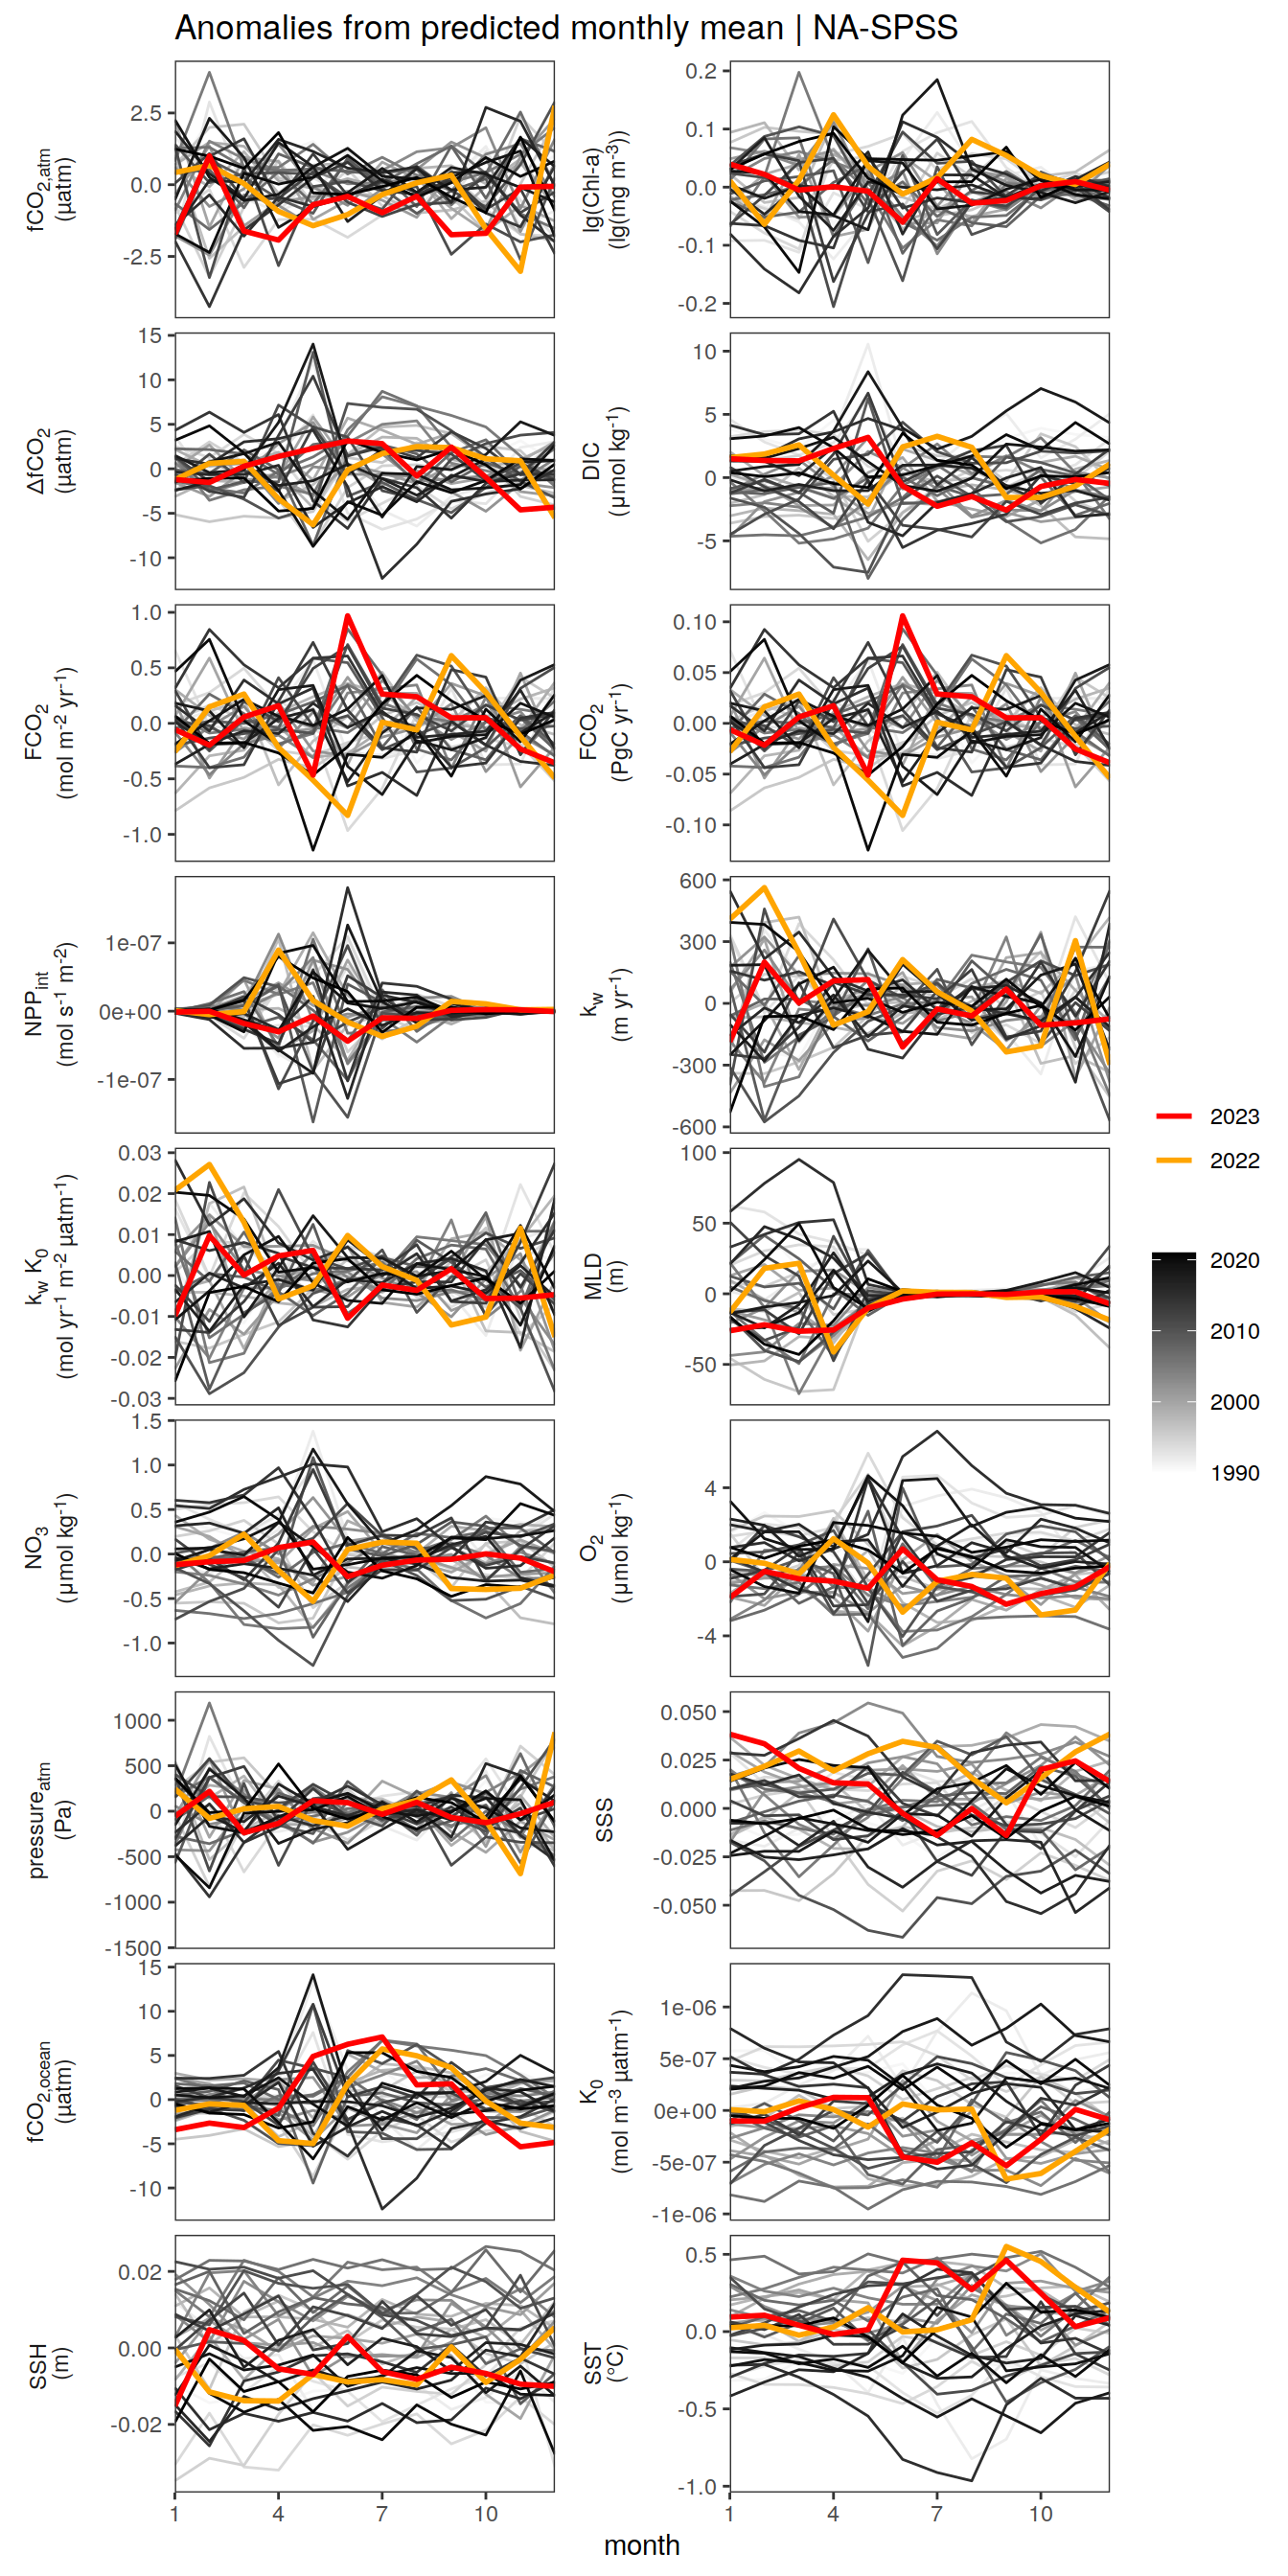 Anomalies from predicted monthly mean | NA-SPSS
fCO2,atm
(µatm)
2.5
0.0
-2.5
lg(Chl-a)
(lg(mg m-3))
0.2
0.1
0.0
-0.1
-0.2
ΔfCO2
(µatm)
15
10
5
0
-5
-10
DIC
(µmol kg-1)
10
5
0
-5
FCO2
(mol m-2 yr-1)
1.0
0.5
0.0
-0.5
-1.0
FCO2
(PgC yr-1)
0.10
0.05
0.00
-0.05
-0.10
NPPint
(mol s-1 m-2)
1e-07
0e+00
-1e-07
kw
(m yr-1)
600
300
0
-300
-600
kw K0
(mol yr-1 m-2 µatm-1)
0.03
0.02
0.01
0.00
-0.01
-0.02
-0.03
MLD
(m)
100
50
0
-50
NO3
(µmol kg-1)
1.5
1.0
0.5
0.0
-0.5
-1.0
O2
(µmol kg-1)
4
0
-4
pressureatm
(Pa)
1000
500
0
-500
-1000
-1500
SSS
0.050
0.025
0.000
-0.025
-0.050
fCO2,ocean
(µatm)
15
10
5
0
-5
-10
K0
(mol m-3 µatm-1)
1e-06
5e-07
0e+00
-5e-07
-1e-06
SSH
(m)
0.02
0.00
-0.02
SST
(°C)
0.5
0.0
-0.5
-1.0
1 4 7 10
1 4 7 10
month
2023
2022
2020
2010
2000
1990